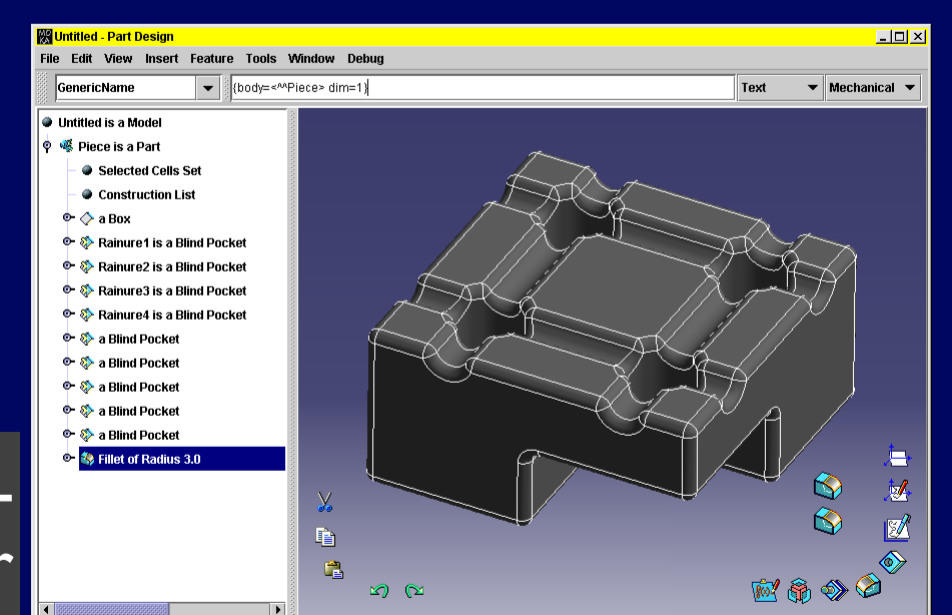 MO
KA
Untitled - Part Design
File Edit View Insert Feature Tools Window Debug
GenericName {body=<^^Piece> dim=1} Text Mechanical
Untitled is a Model
Piece is a Part
Selected Cells Set
Construction List
a Box
Rainure1 is a Blind Pocket
Rainure2 is a Blind Pocket
Rainure3 is a Blind Pocket
Rainure4 is a Blind Pocket
a Blind Pocket
a Blind Pocket
a Blind Pocket
a Blind Pocket
a Blind Pocket
Fillet of Radius 3.0